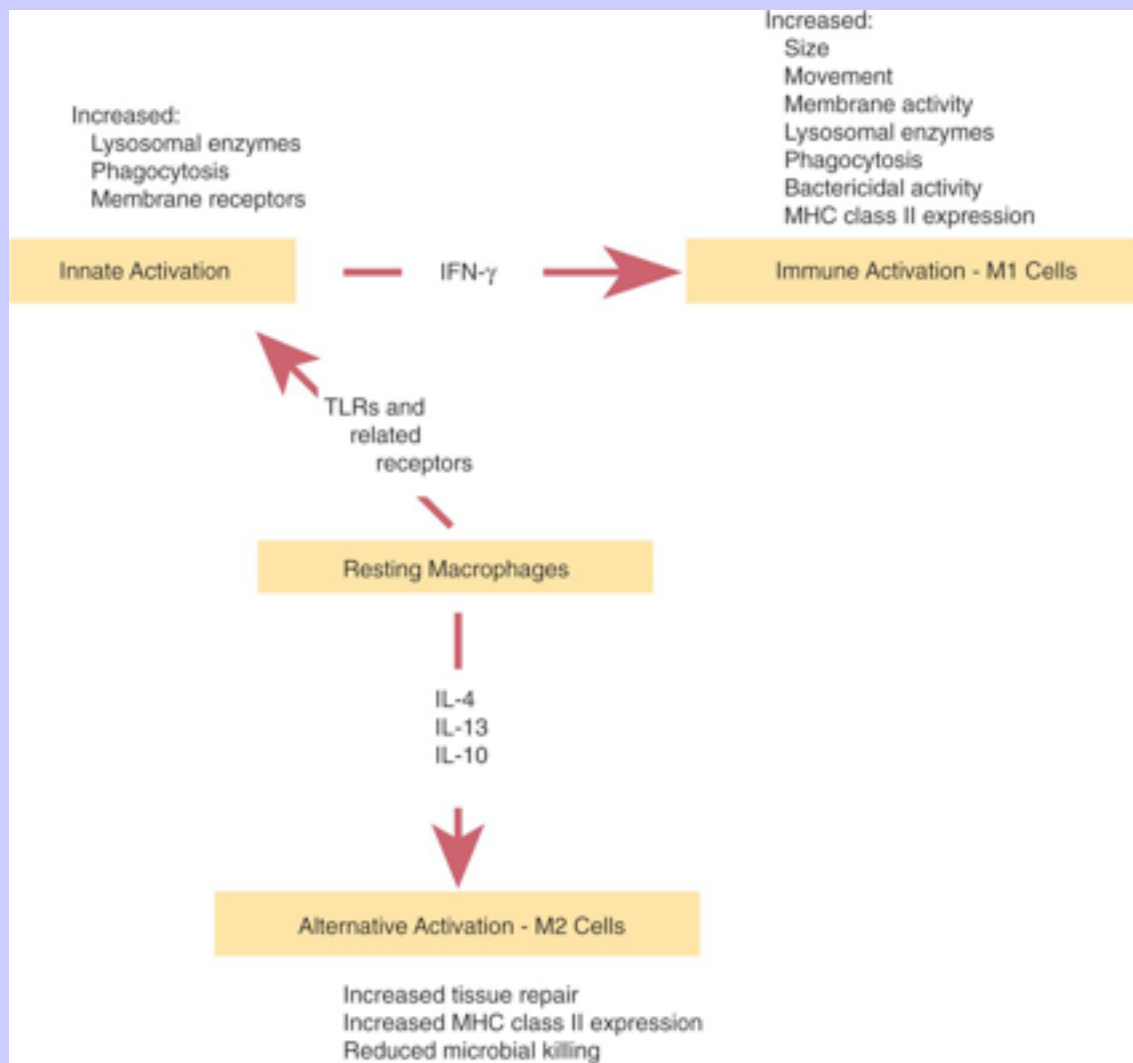 Increased:
Size
Movement
Membrane activity
Lysosomal enzymes
Phagocytosis
Bactericidal activity
MHC class II expression
Increased:
Lysosomal enzymes
Phagocytosis
Membrane receptors
Innate Activation
IFN-γ
Immune Activation - M1 Cells
TLRs and
related
receptors
Resting Macrophages
IL-4
IL-13
IL-10
Alternative Activation - M2 Cells
Increased tissue repair
Increased MHC class II expression
Reduced microbial killing